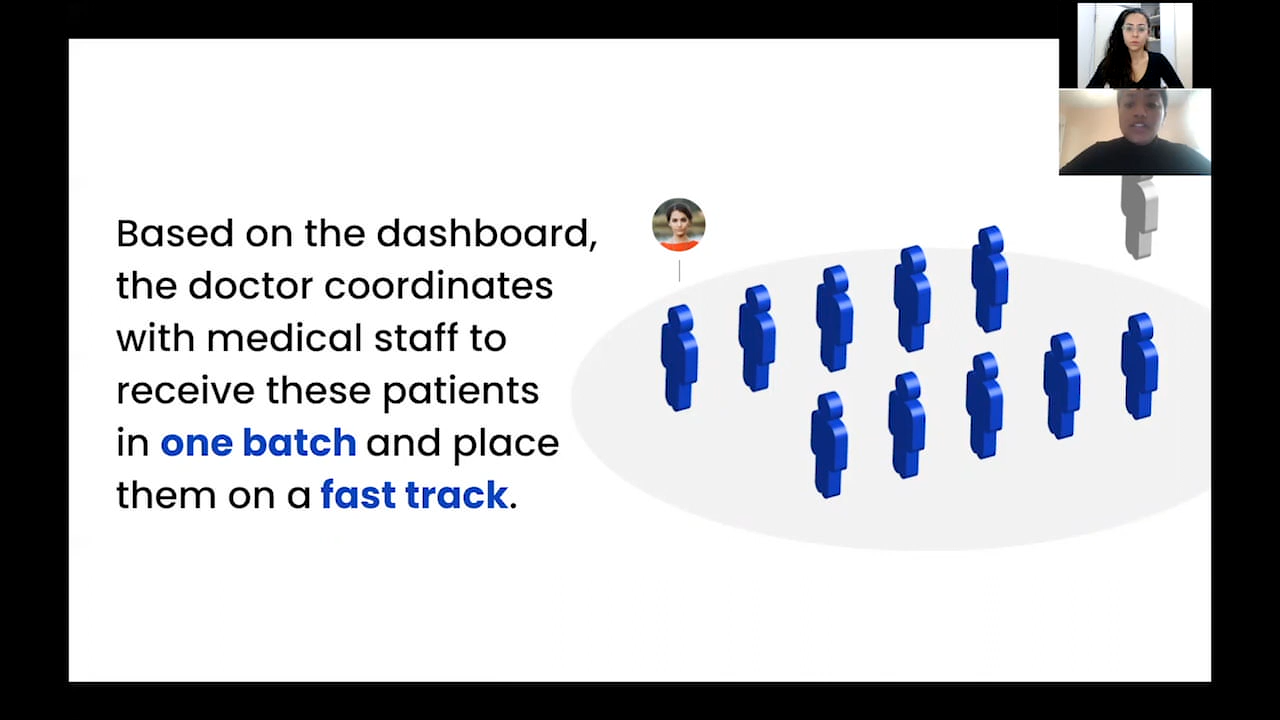 Based on the dashboard,
the doctor coordinates
with medical staff to
receive these patients
in one batch and place
them on a fast track.